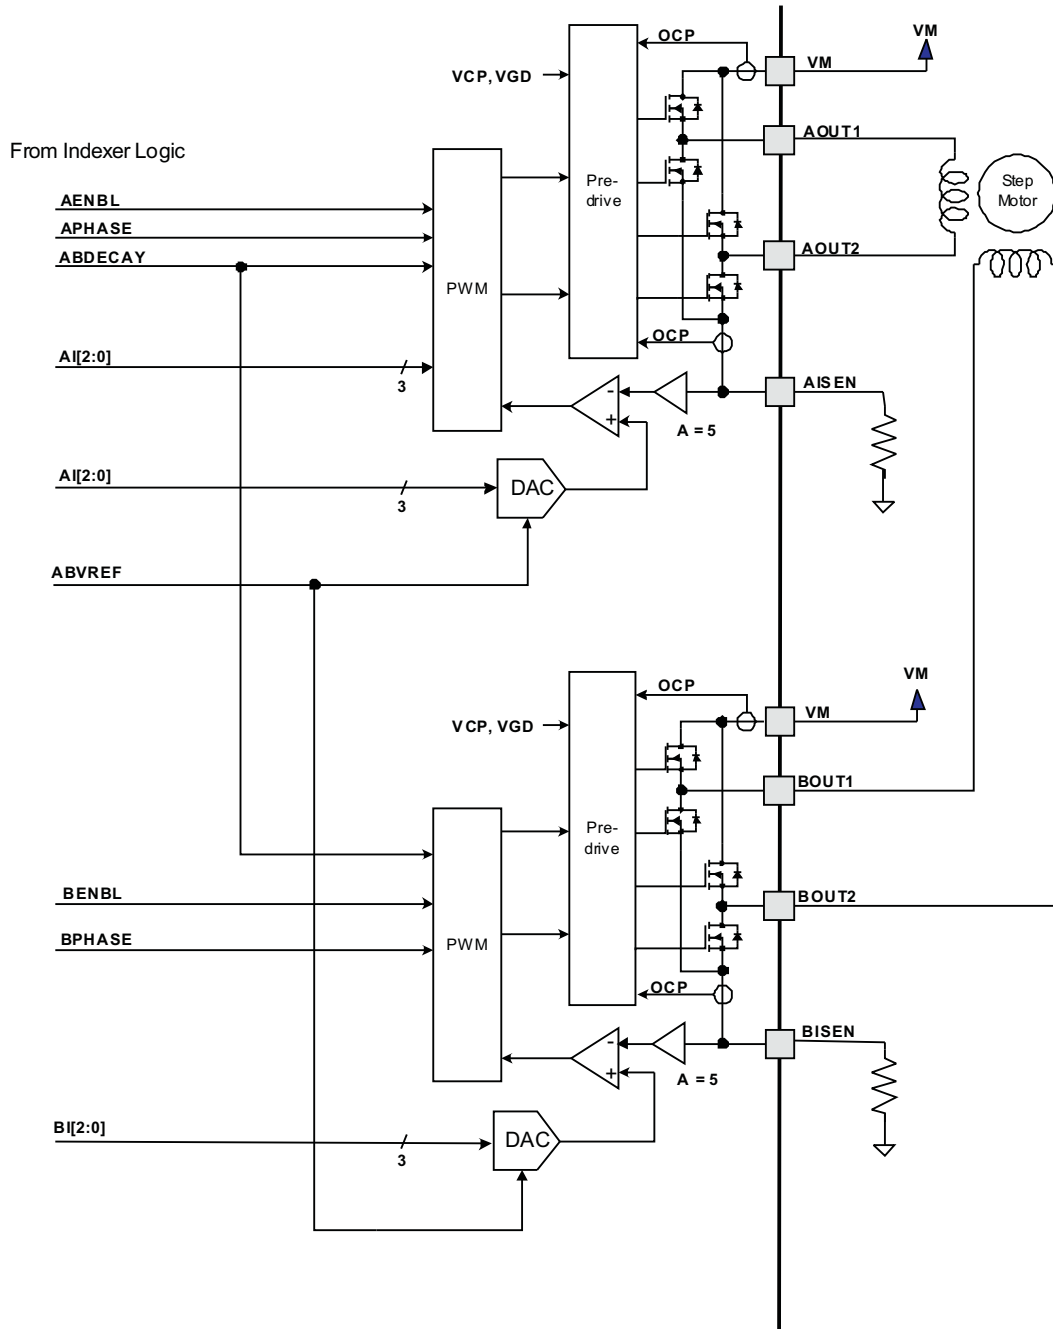 OCP
VM
VCP, VGD
VM
AOUT1
From Indexer Logic
Pre-
drive
Step
Motor
AENBL
APHASE
ABDECAY
AOUT2
PWM
OCP
AI[2:0]
3
AISEN
-
+
A = 5
AI[2:0]
3
DAC
ABVREF
OCP
VM
VCP, VGD
VM
BOUT1
Pre-
drive
BENBL
BOUT2
BPHASE
PWM
OCP
BISEN
-
+
A = 5
BI[2:0]
3
DAC